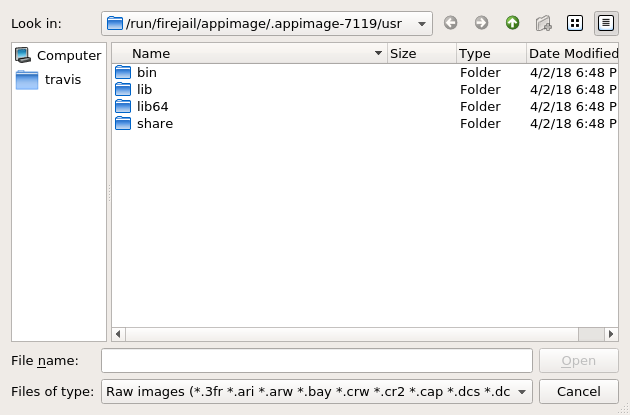 Look in: /run/firejail/appimage/.appimage-7119/usr
Computer
travis
Name Size Type Date Modified
bin Folder 4/2/18 6:48 P
lib Folder 4/2/18 6:48 P
lib64 Folder 4/2/18 6:48 P
share Folder 4/2/18 6:48 P
File name: Open
Files of type: Raw images (*.3fr *.ari *.arw *.bay *.crw *.cr2 *.cap *.dcs *.dc Cancel